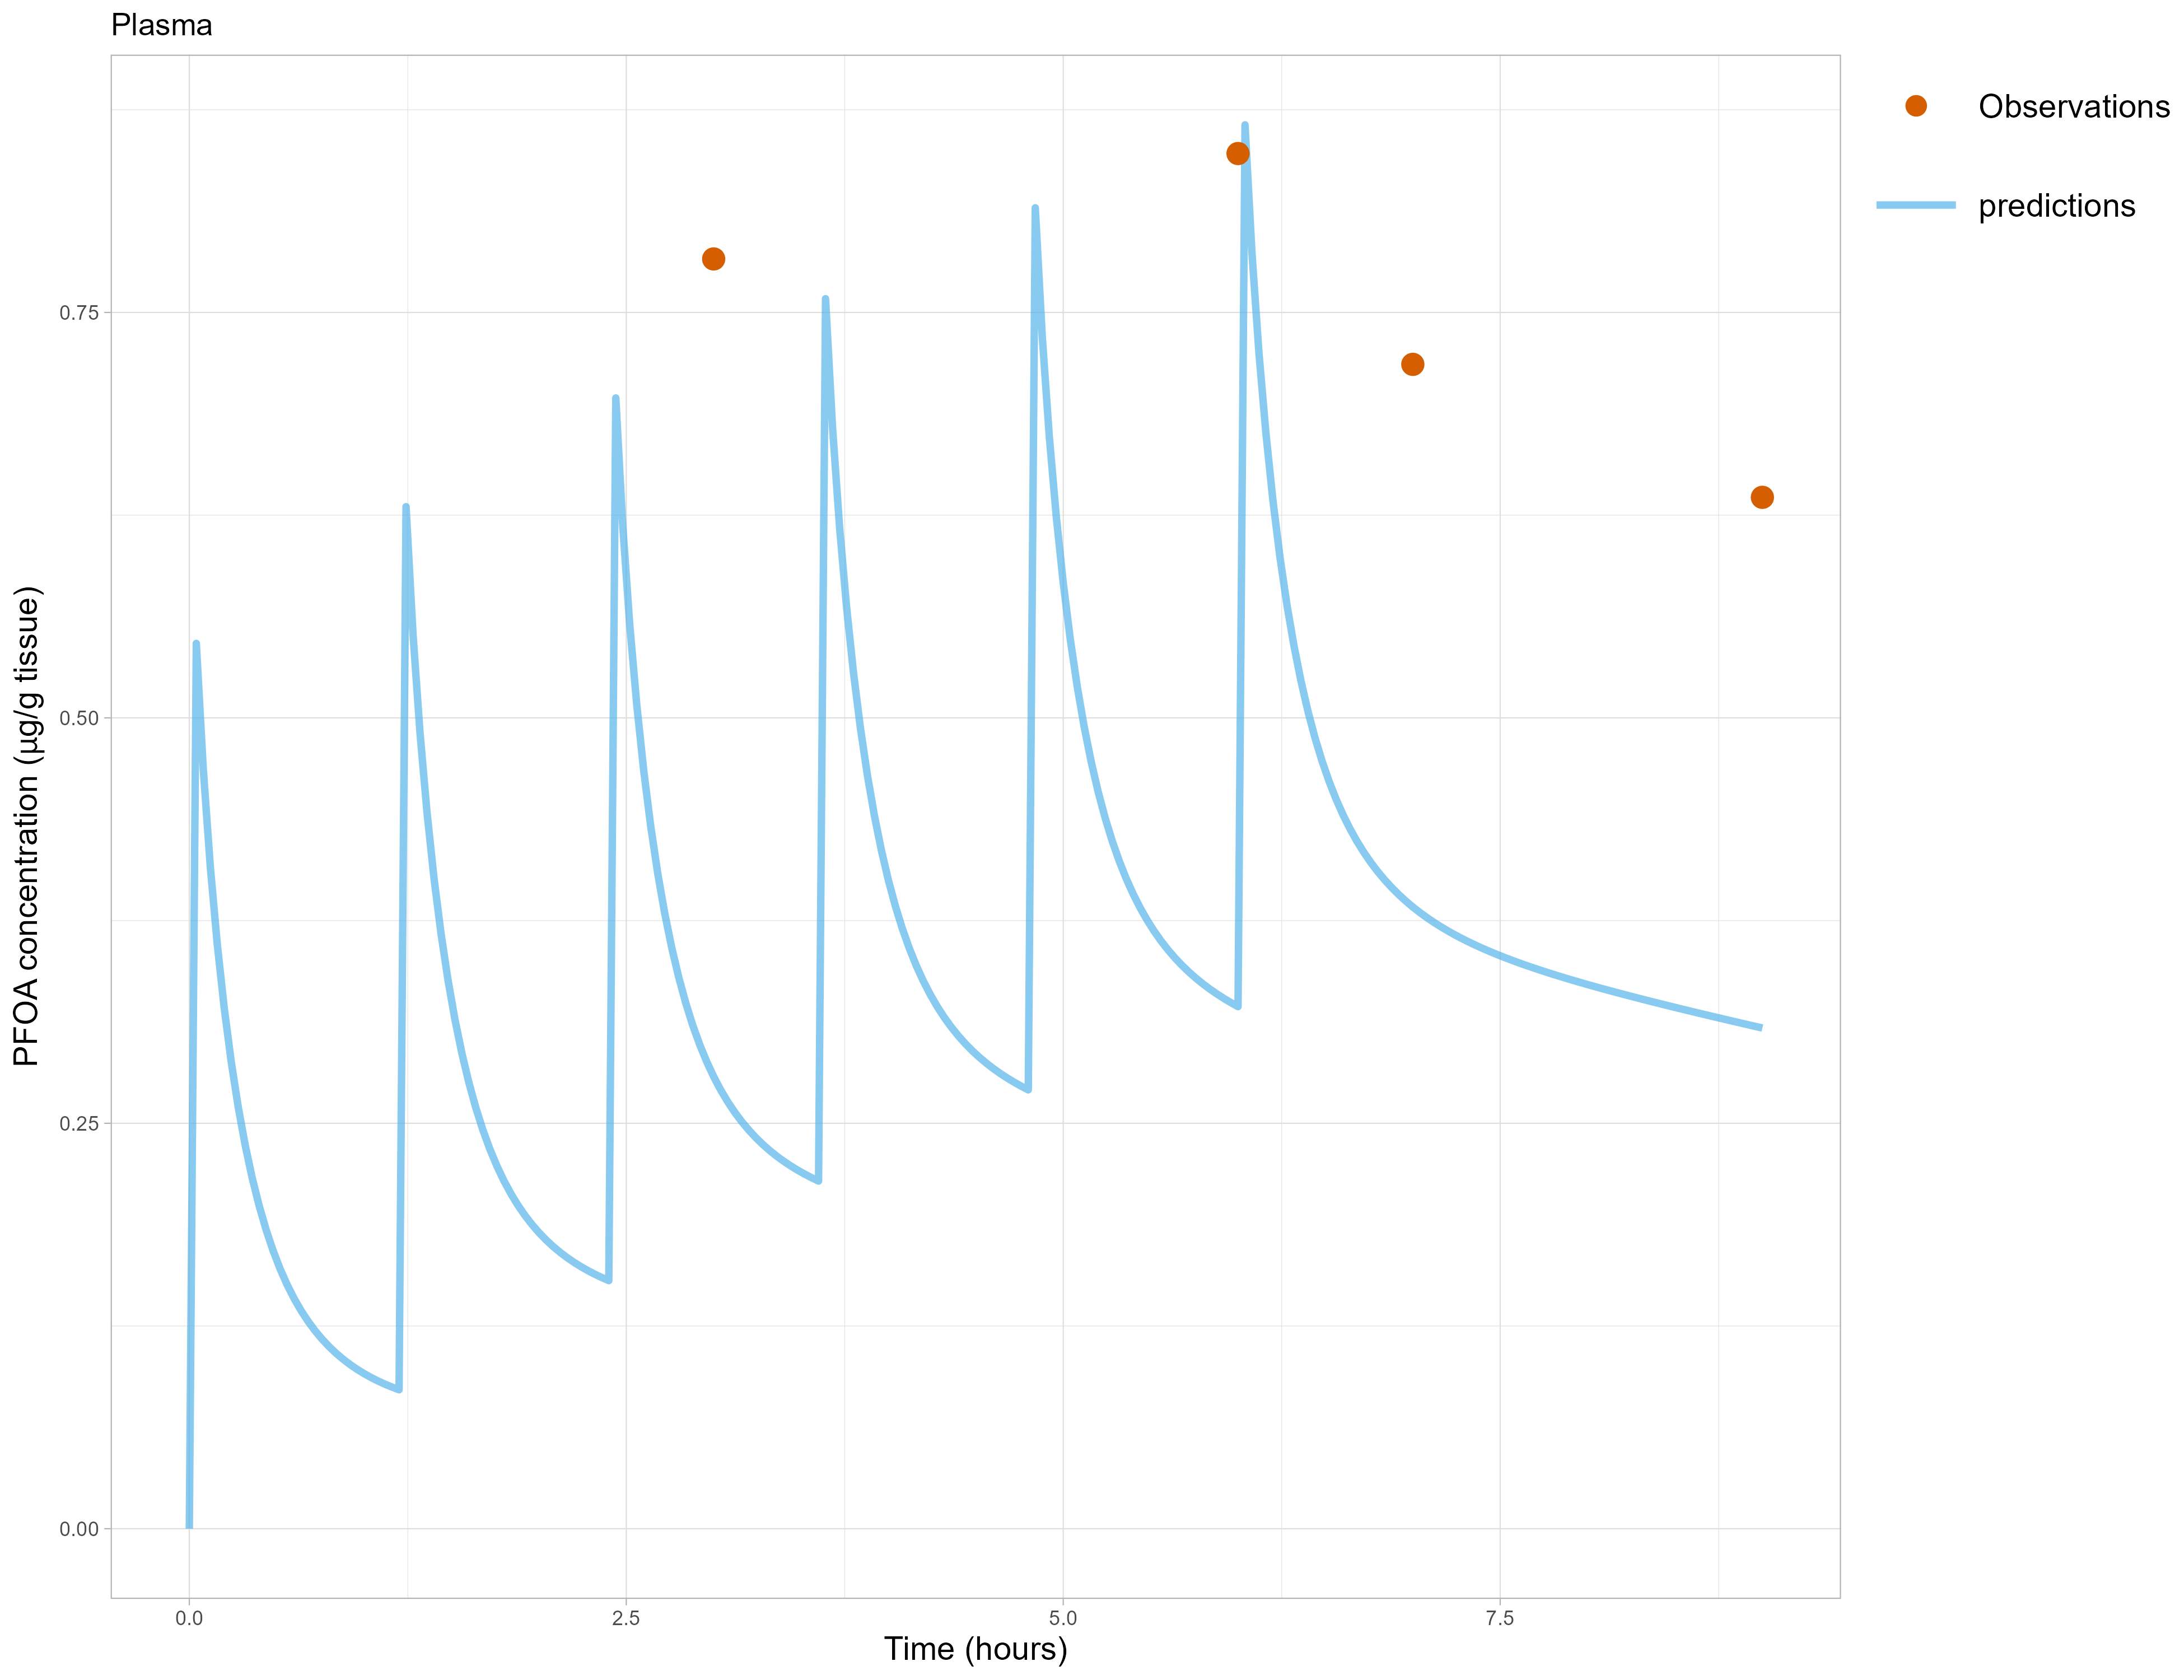 Plasma
Observations
predictions
PFOA concentration (µg/g tissue)
0.75
0.50
0.25
0.00
0.0 2.5 5.0 7.5
Time (hours)